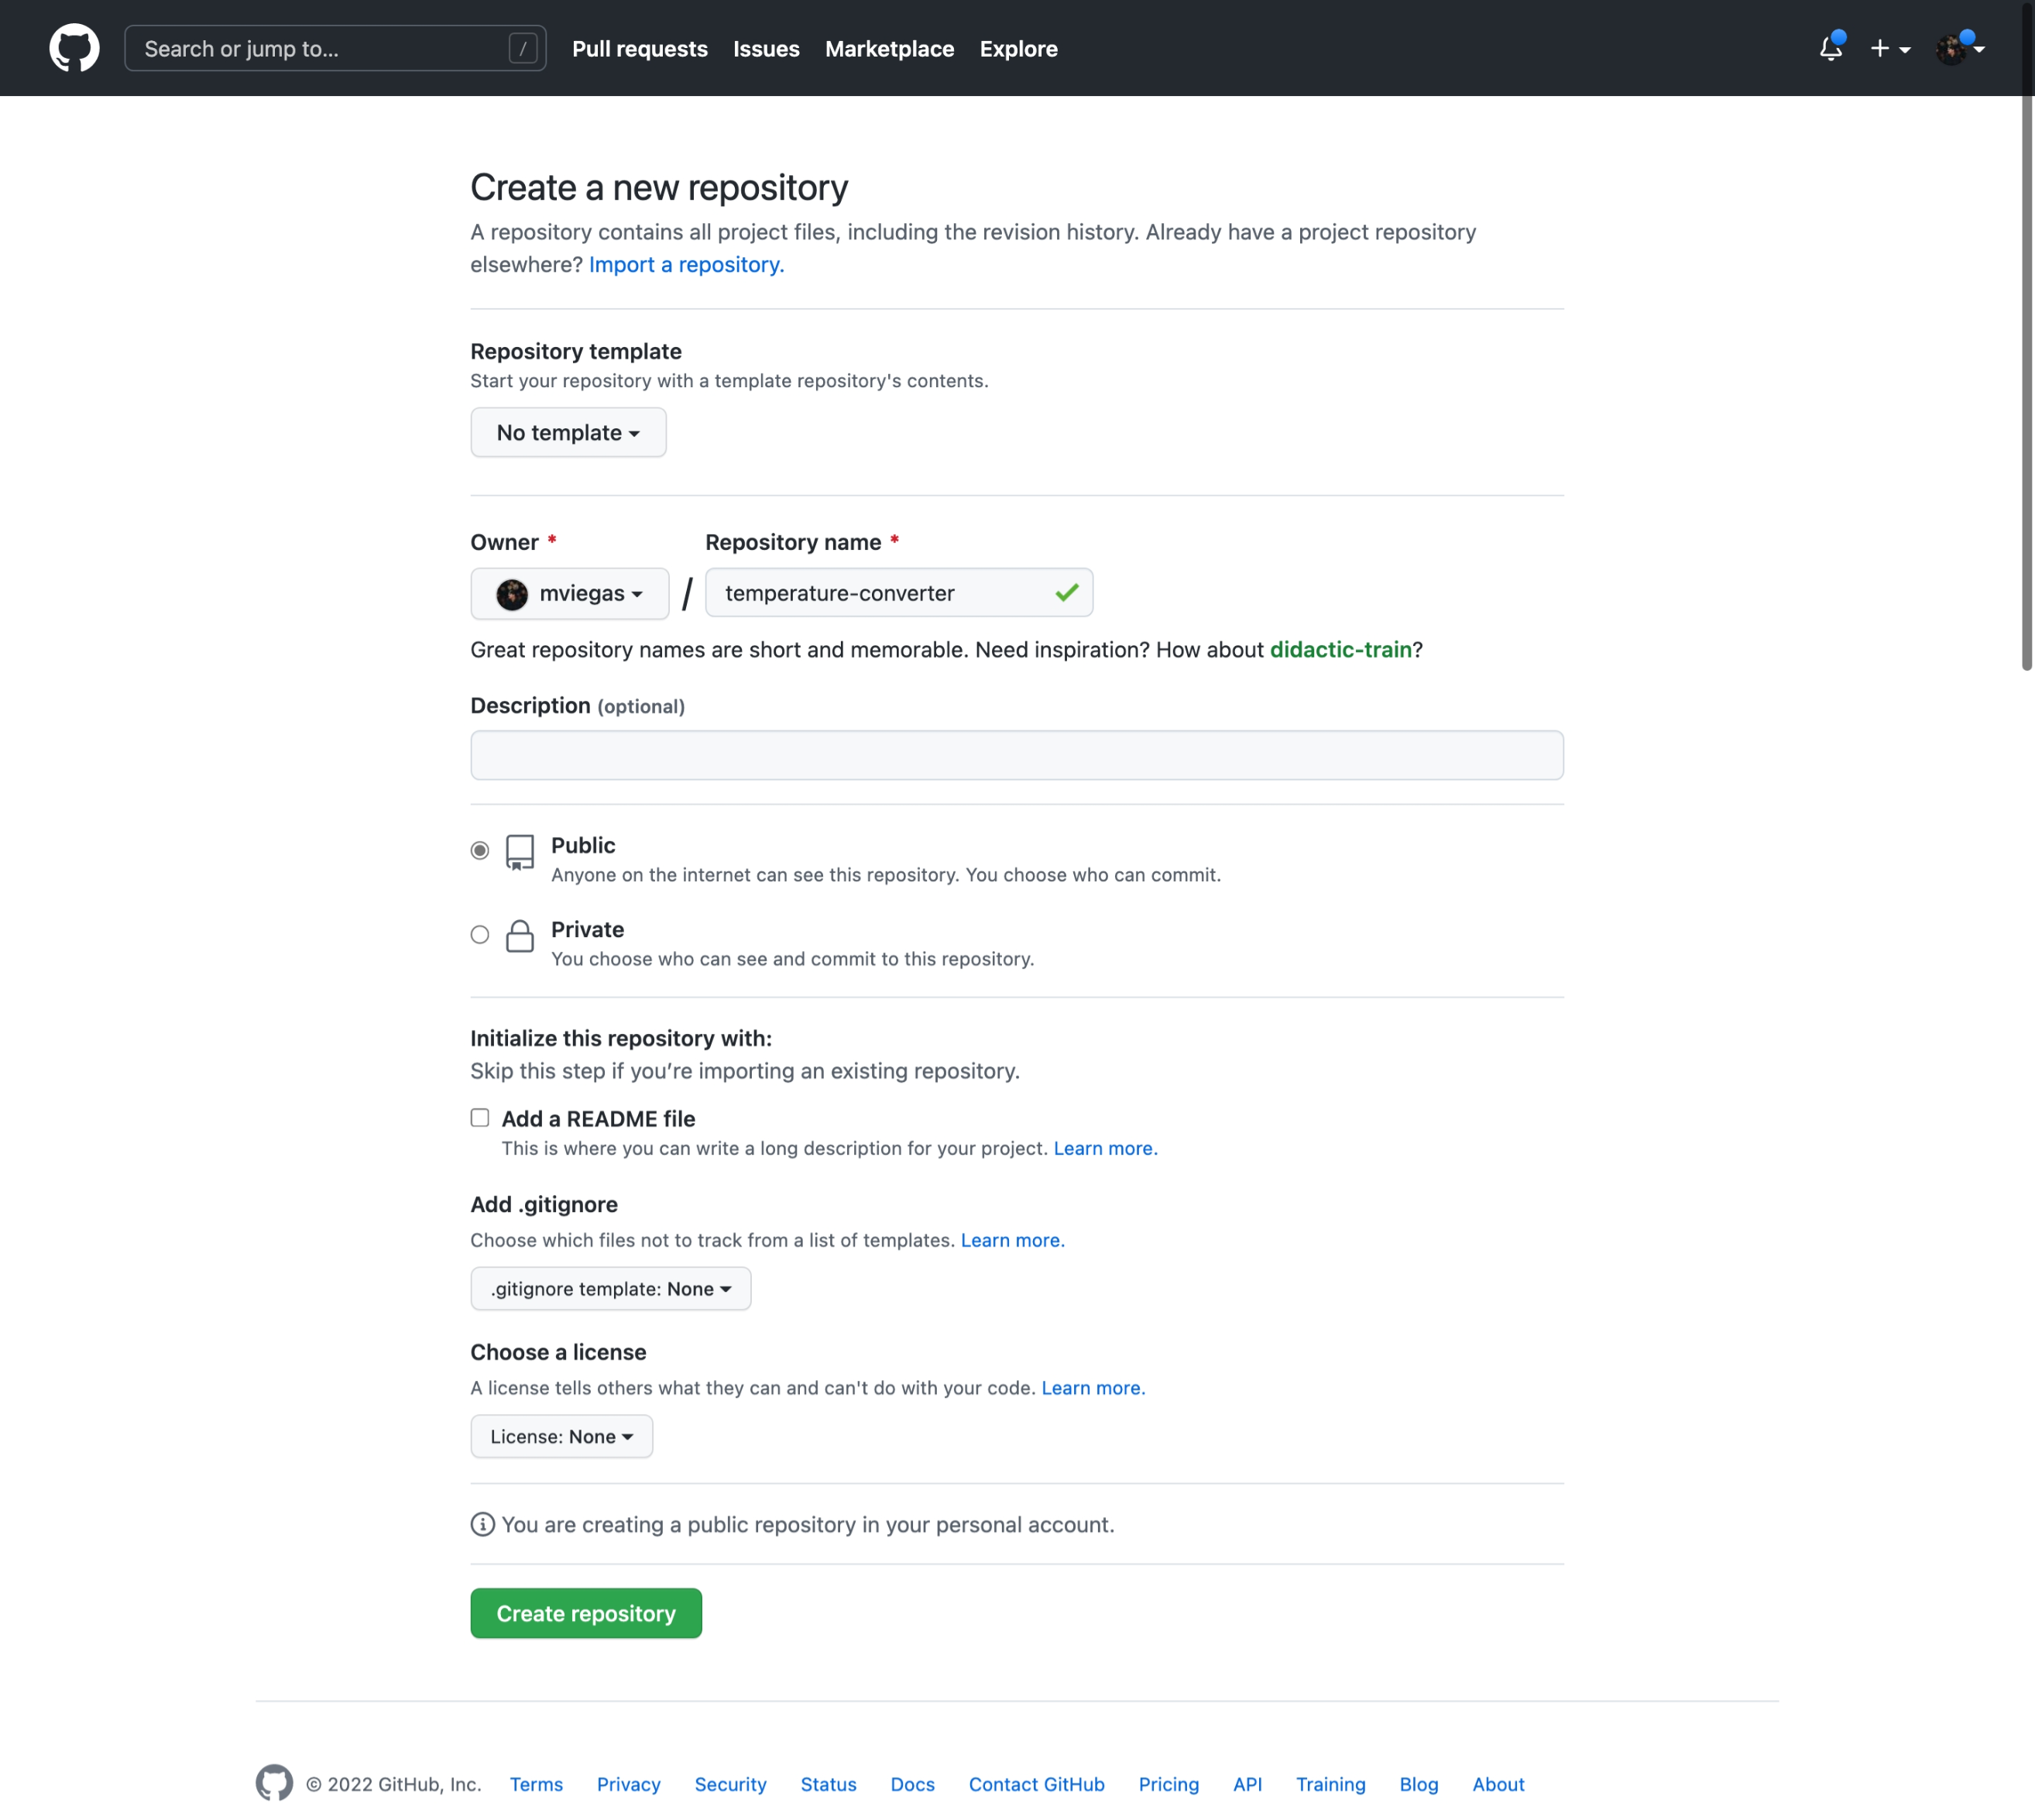 Search or jump to...
/
Pull requests
Issues
Marketplace
Explore
Create a new repository
A repository contains all project files, including the revision history. Already have a project repository
elsewhere? Import a repository.
Repository template
Start your repository with a template repository's contents.
No template
Owner *
Repository name *
mviegas
/
temperature-converter
Great repository names are short and memorable. Need inspiration? How about didactic-train?
Description (optional)
Public
Anyone on the internet can see this repository. You choose who can commit.
Private
You choose who can see and commit to this repository.
Initialize this repository with:
Skip this step if you’re importing an existing repository.
Add a README file
This is where you can write a long description for your project. Learn more.
Add .gitignore
Choose which files not to track from a list of templates. Learn more.
.gitignore template: None
Choose a license
A license tells others what they can and can't do with your code. Learn more.
License: None
You are creating a public repository in your personal account.
Create repository
© 2022 GitHub, Inc.
Terms
Privacy
Security
Status
Docs
Contact GitHub
Pricing
API
Training
Blog
About